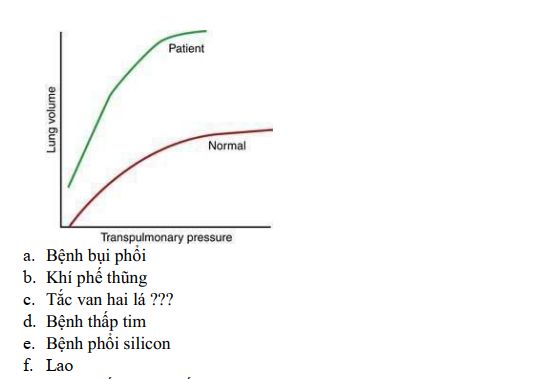 Patient
Lung volume
Normal
Transpulmonary pressure
a. Bệnh bụi phổi
b. Khí phế thũng
c. Tắc van hai lá ???
d. Bệnh thấp tim
e. Bệnh phổi silicon
f. Lao